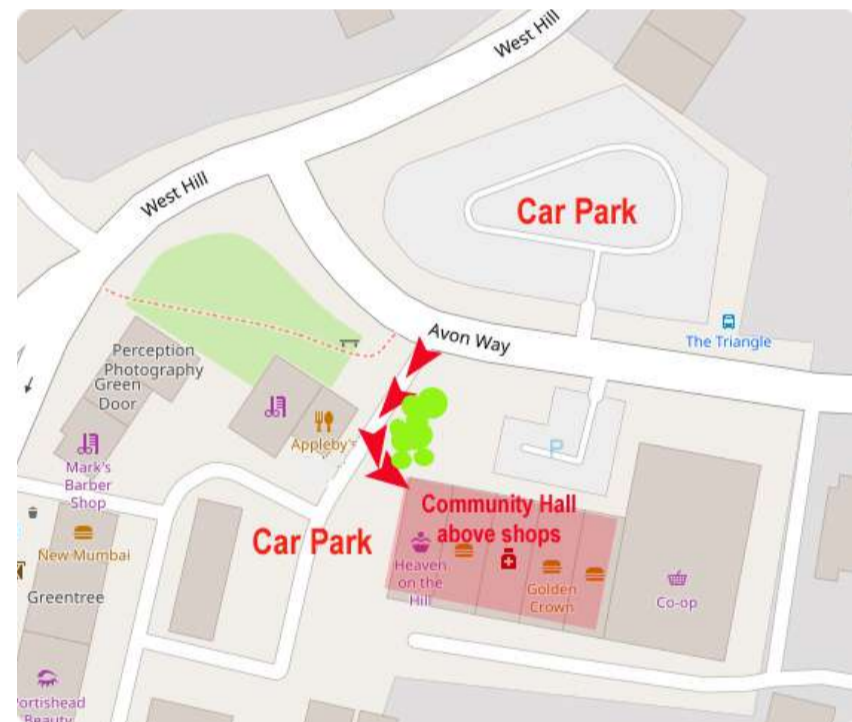 West Hill
West Hill
Car Park
Avon Way
The Triangle
Perception
Photography
Green
Door
Appleby's
P
Mark's
Barber
Shop
Car Park
Community Hall
above shops
New Mumbai
Heaven
on the
Hill
Golden
Crown
Co-op
Greentree
Portishead
Beauty